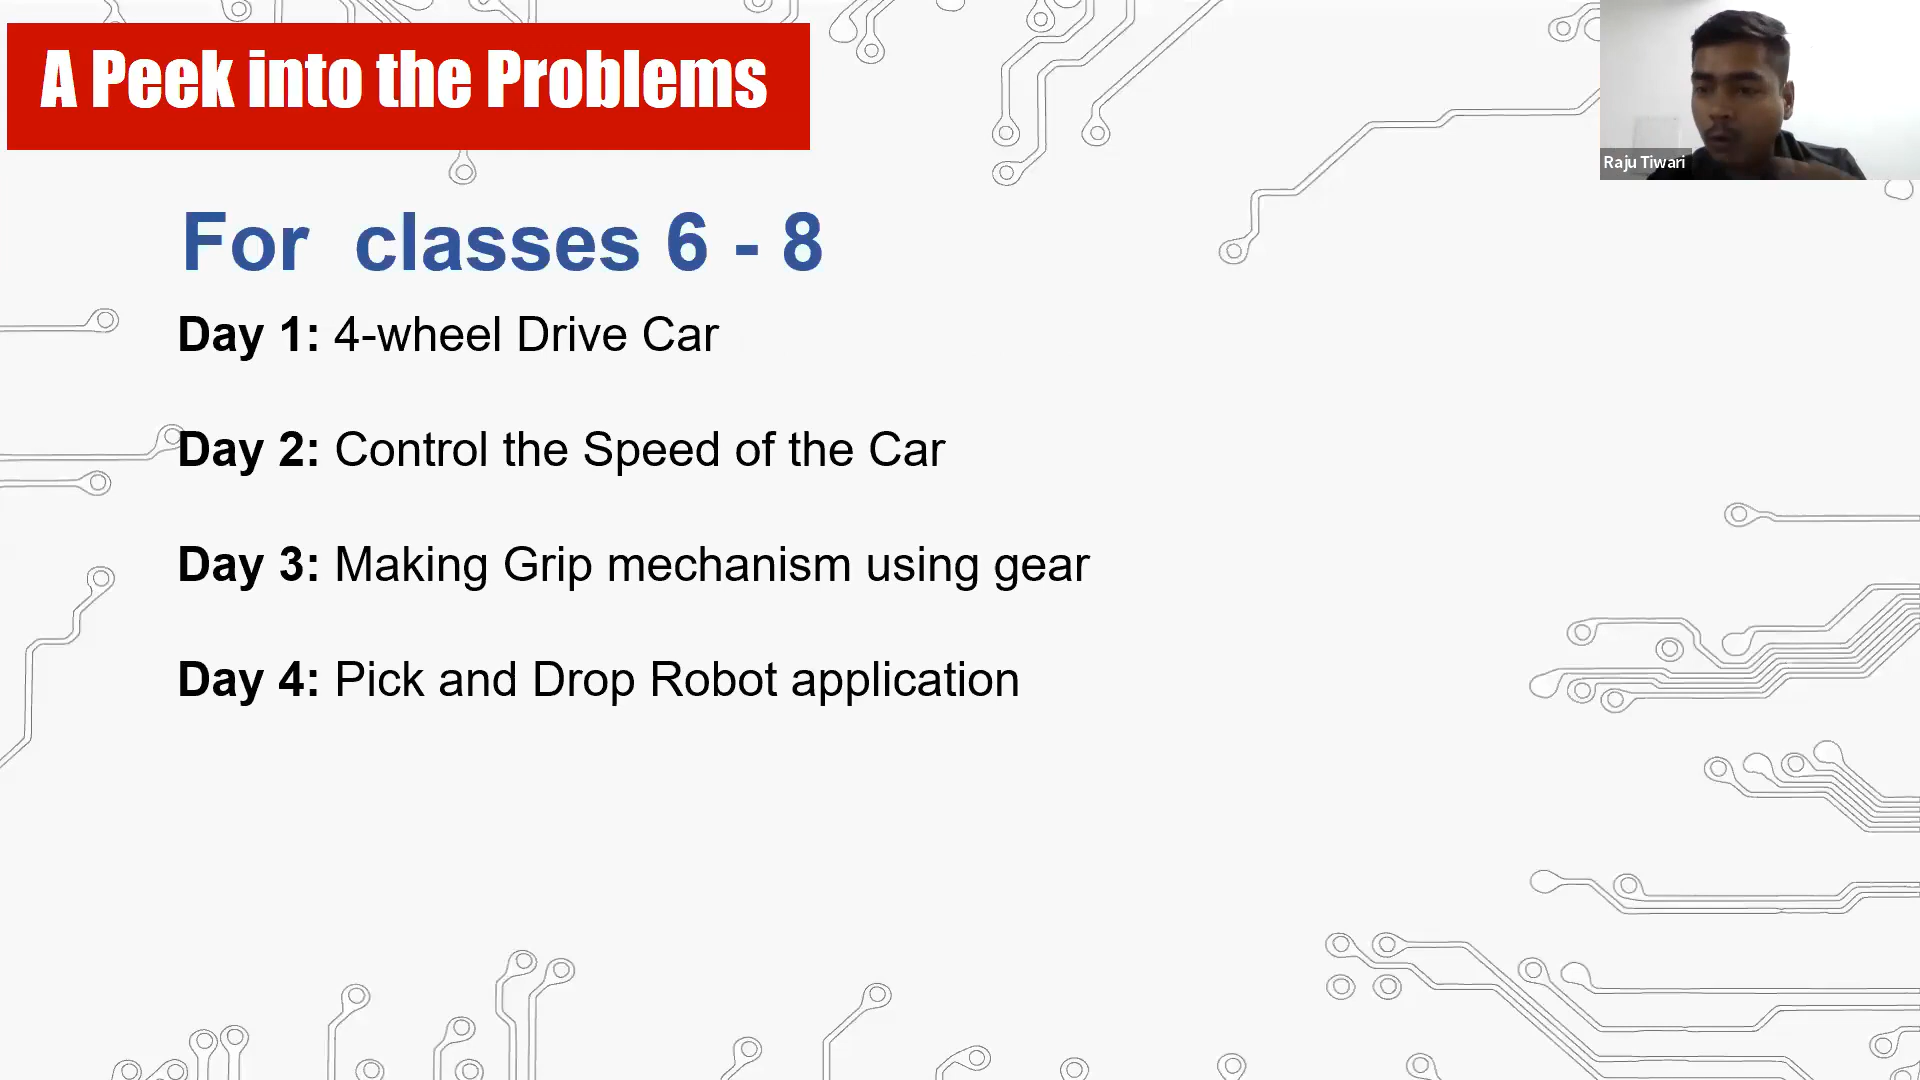 A Peek into the Problems
Raju Tiwari
For classes 6 - 8
Day 1: 4-wheel Drive Car
Day 2: Control the Speed of the Car
Day 3: Making Grip mechanism using gear
Day 4: Pick and Drop Robot application